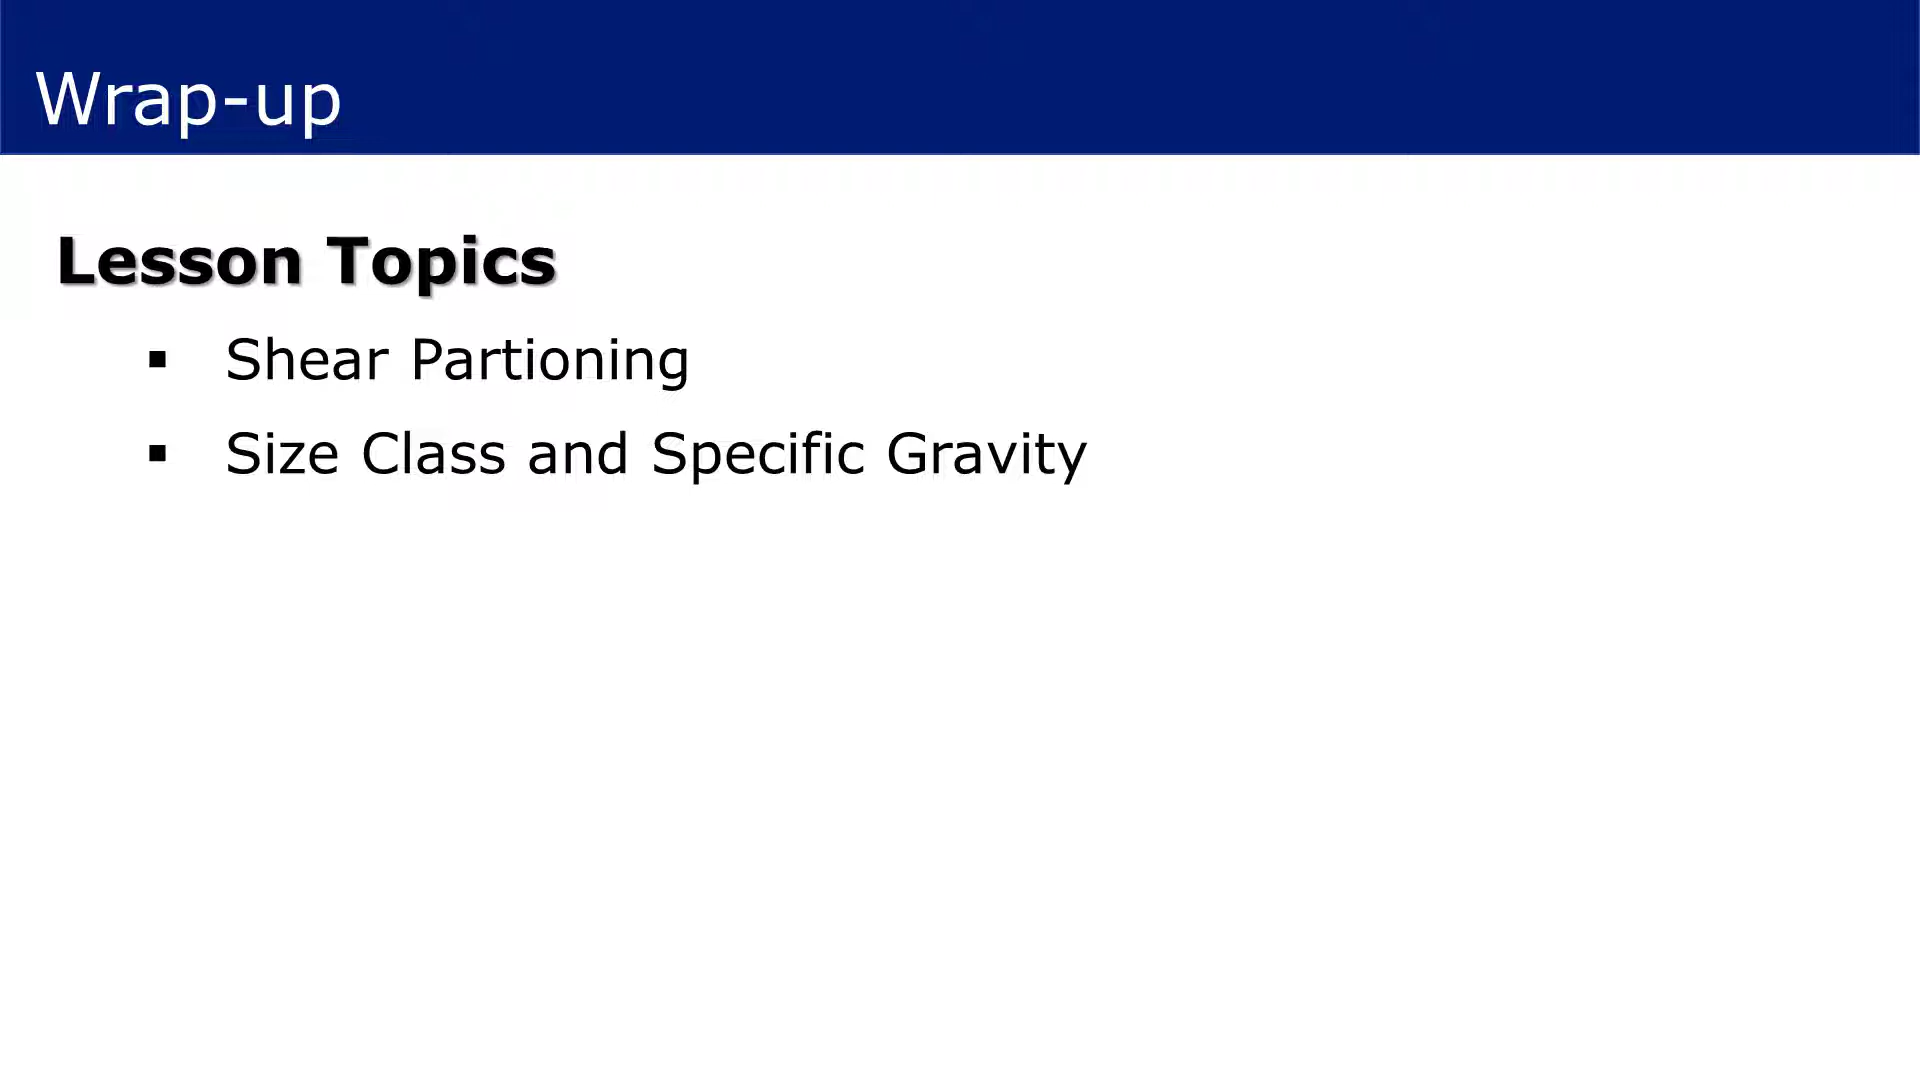 Wrap-up
Lesson Topics
▪ Shear Partioning
▪ Size Class and Specific Gravity